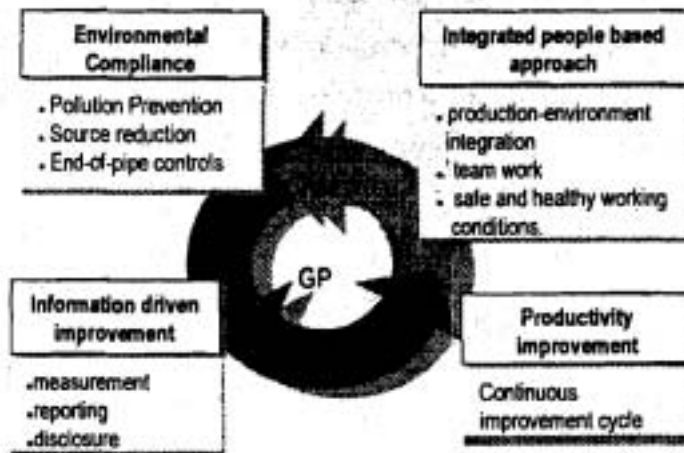 Environmental
Compliance
. Pollution Prevention
. Source reduction
. End-of-pipe controls
Integrated people based
approach
. production-environment
integration
. team work
. safe and healthy working
conditions.
GP
Information driven
improvement
.measurement
.reporting
.disclosure
Productivity
improvement
Continuous
improvement cycle